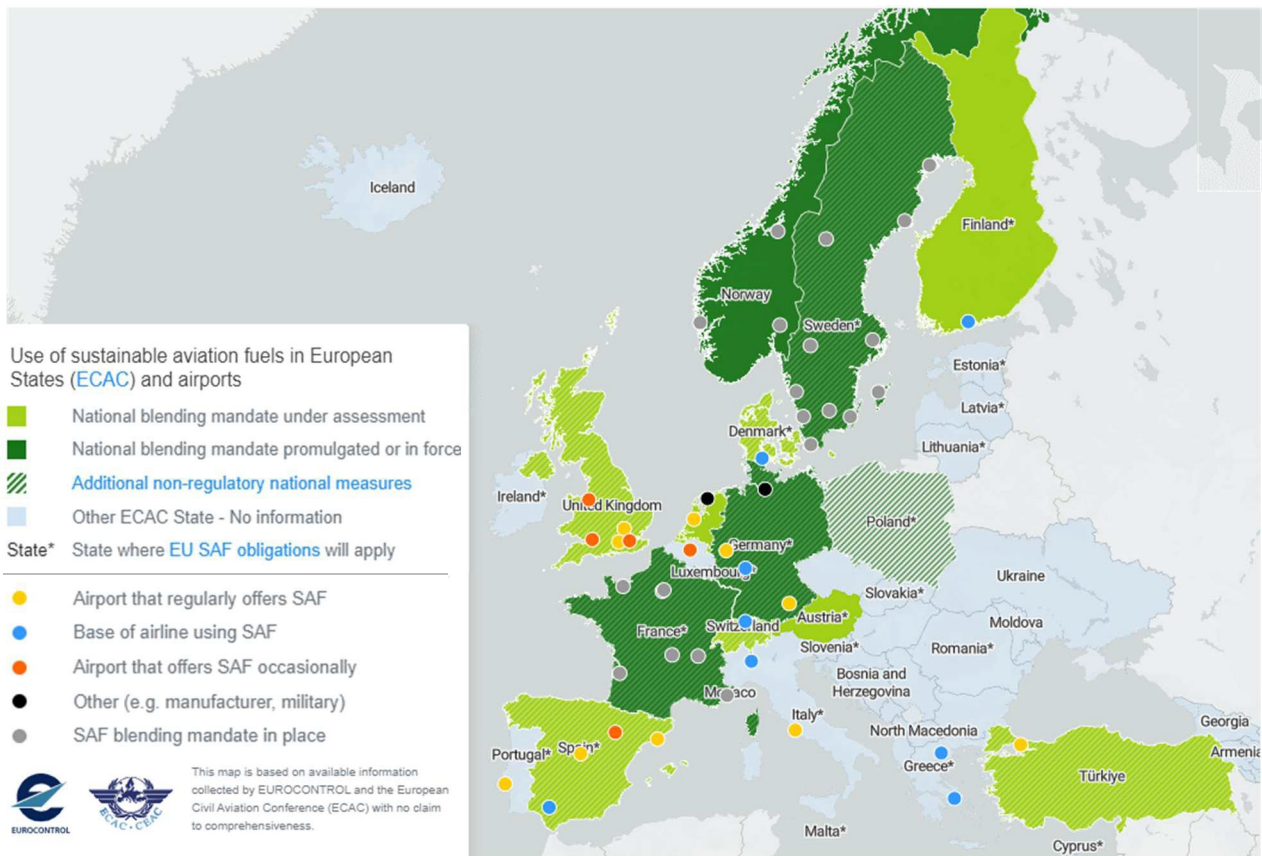 Iceland
Finland*
Norway
Sweden*
Estonia*
Latvia*
Denmark*
Lithuania*
Ireland*
United Kingdom
Poland*
Germany*
Luxembourg*
Ukraine
Slovakia*
Austria*
Moldova
France*
Switzerland
Slovenia*
Romania*
Bosnia and
Herzegovina
Monaco
Italy*
Georgia
North Macedonia
Armenia
Portugal*
Spain*
Greece*
Türkiye
Malta*
Cyprus*
Use of sustainable aviation fuels in European
States (ECAC) and airports
National blending mandate under assessment
National blending mandate promulgated or in force
Additional non-regulatory national measures
Other ECAC State - No information
State* State where EU SAF obligations will apply
Airport that regularly offers SAF
Base of airline using SAF
Airport that offers SAF occasionally
Other (e.g. manufacturer, military)
SAF blending mandate in place
EUROCONTROL
ECAC • CEAC
This map is based on available information
collected by EUROCONTROL and the European
Civil Aviation Conference (ECAC) with no claim
to comprehensiveness.